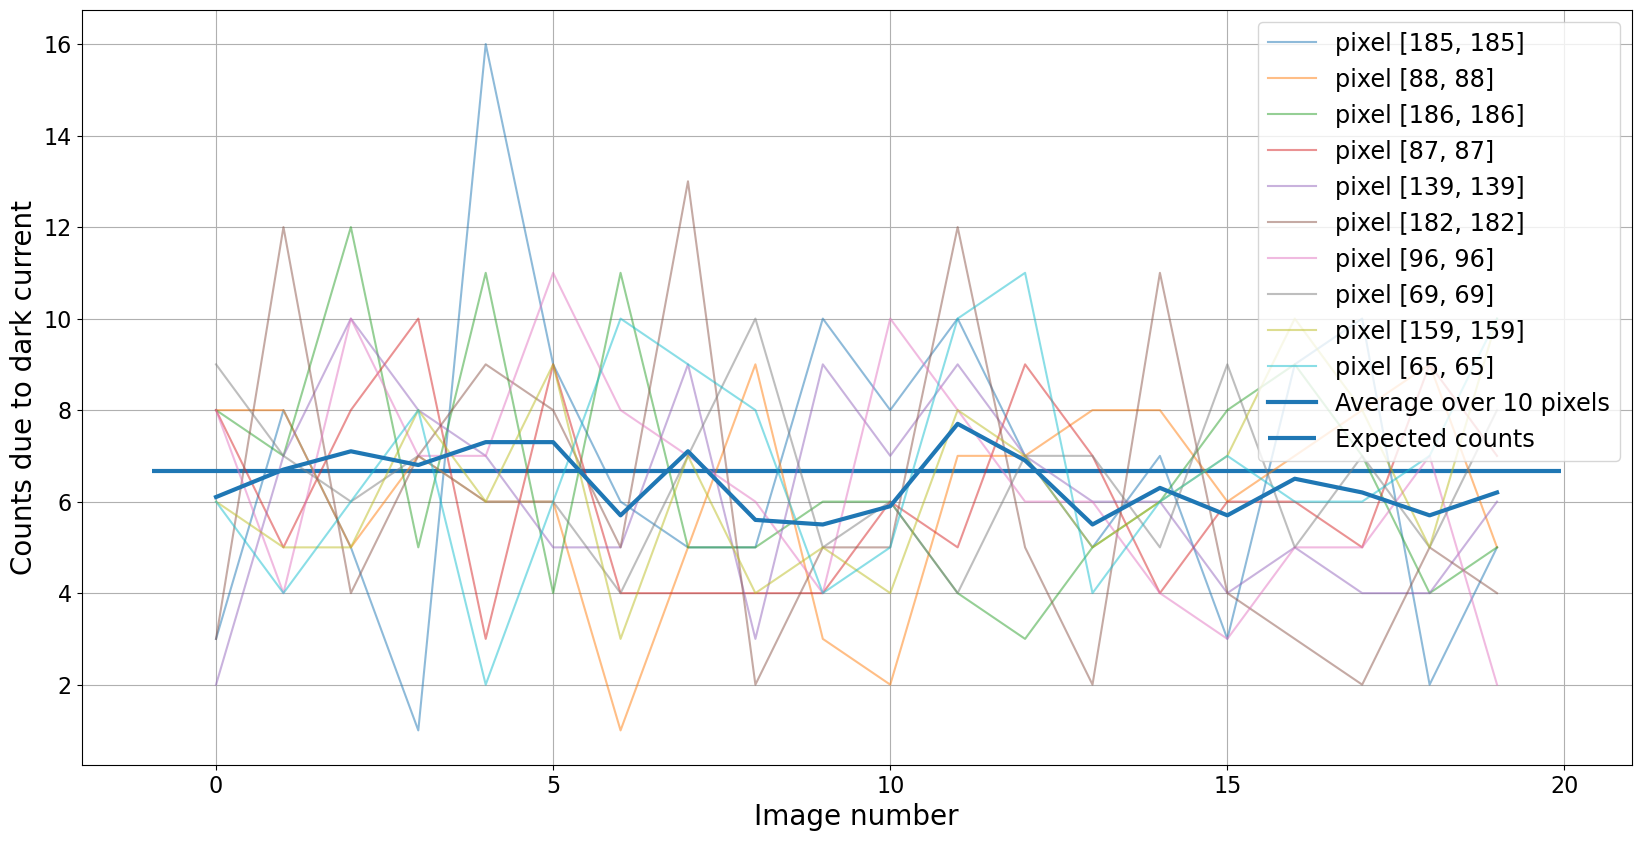 16
14
12
10
8
6
4
2
Counts due to dark current
0
5
10
15
20
Image number
pixel [185, 185]
pixel [88, 88]
pixel [186, 186]
pixel [87, 87]
pixel [139, 139]
pixel [182, 182]
pixel [96, 96]
pixel [69, 69]
pixel [159, 159]
pixel [65, 65]
Average over 10 pixels
Expected counts